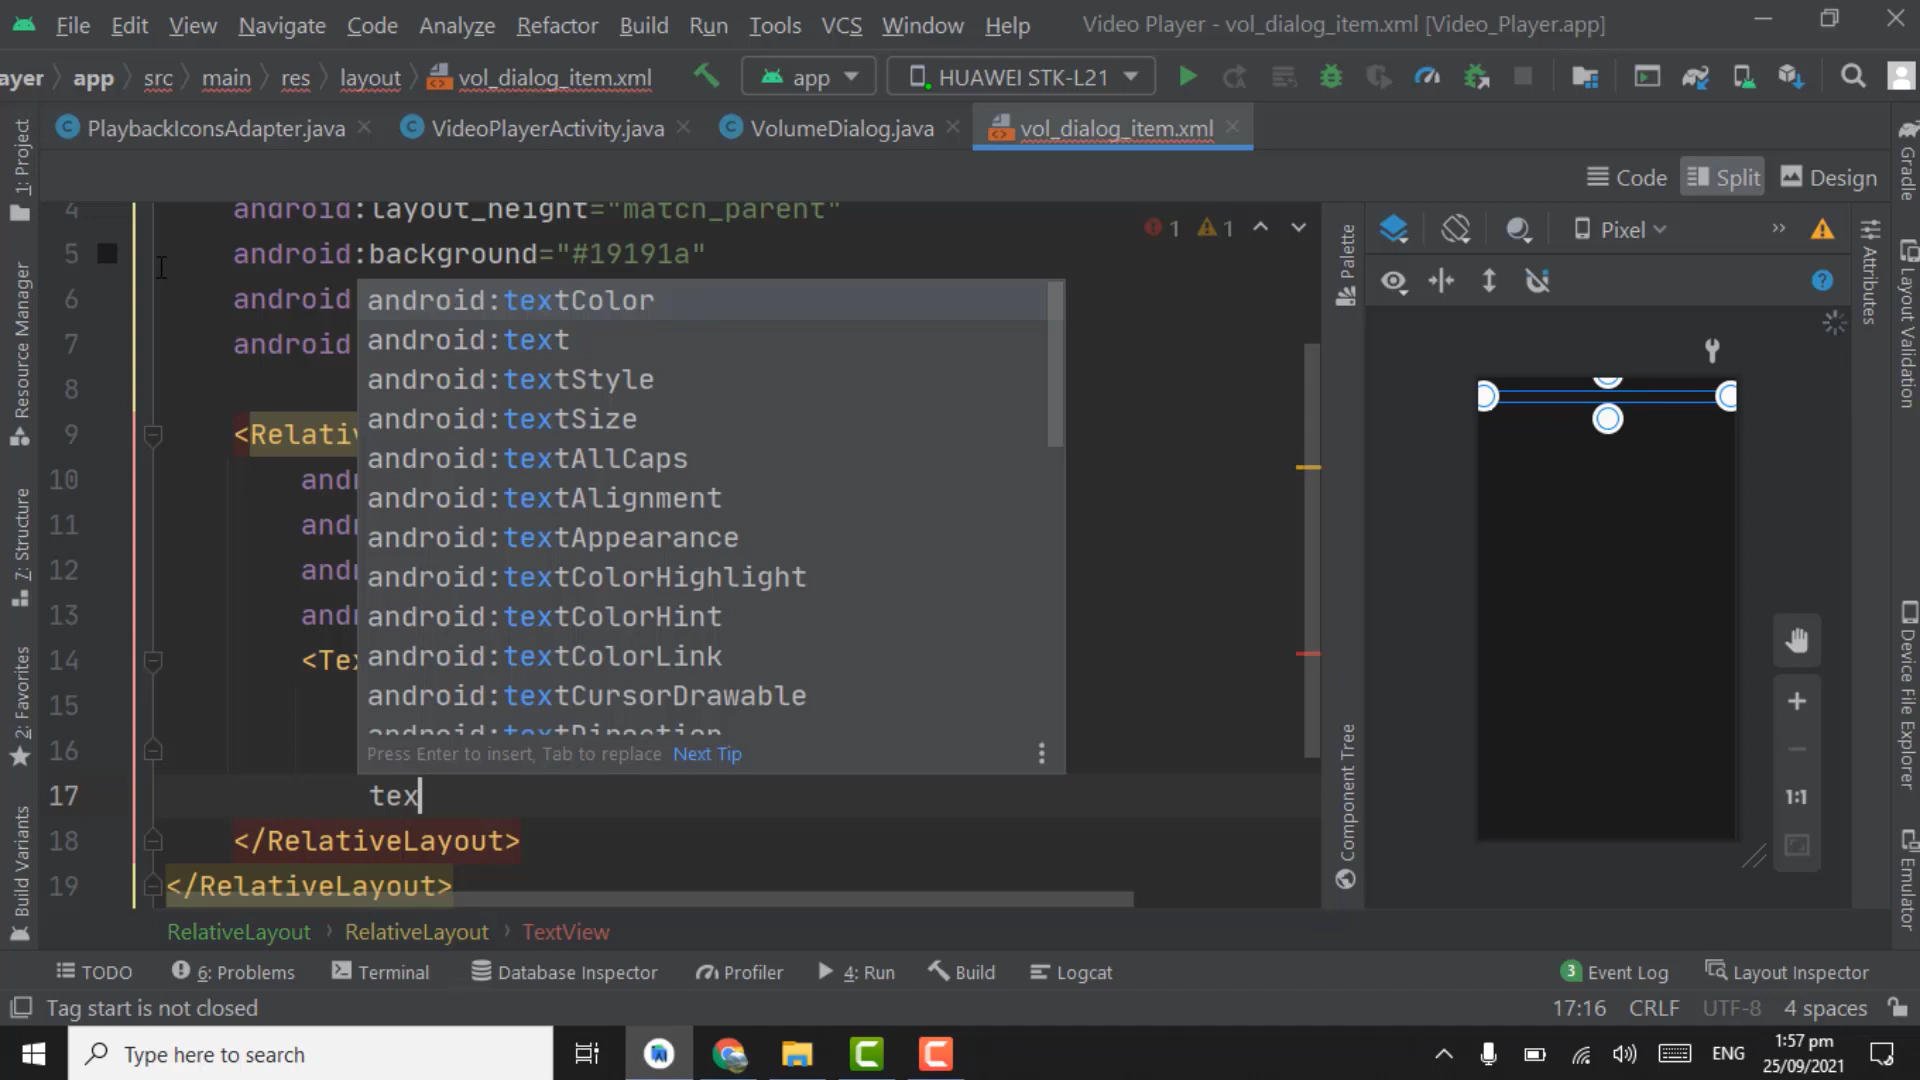 File Edit View Navigate Code Analyze Refactor Build Run Tools VCS Window Help Video Player - vol_dialog_item.xml [Video_Player.app]
ayer app src main res layout vol_dialog_item.xml app HUAWEI STK-L21
PlaybackIconsAdapter.java VideoPlayerActivity.java VolumeDialog.java vol_dialog_item.xml
Code Split Design
4 android:layout_height="match_parent"
1 1
Pixel
5 android:background="#19191a"
6 android
7 android
8
9 <Relativ
10 andr
11 andr
12 andr
13 andr
14 <Tex
15
16
17 tex
18 </RelativeLayout>
19 </RelativeLayout>
android:textColor
android:text
android:textStyle
android:textSize
android:textAllCaps
android:textAlignment
android:textAppearance
android:textColorHighlight
android:textColorHint
android:textColorLink
android:textCursorDrawable
android:textDirection
Press Enter to insert, Tab to replace Next Tip
1: Project
Resource Manager
7: Structure
2: Favorites
Build Variants
Palette
Component Tree
Attributes
Gradle
Layout Validation
Device File Explorer
Emulator
1:1
RelativeLayout RelativeLayout TextView
TODO 6: Problems Terminal Database Inspector Profiler 4: Run Build Logcat 3 Event Log Layout Inspector
Tag start is not closed 17:16 CRLF UTF-8 4 spaces
Type here to search ENG 1:57 pm
25/09/2021